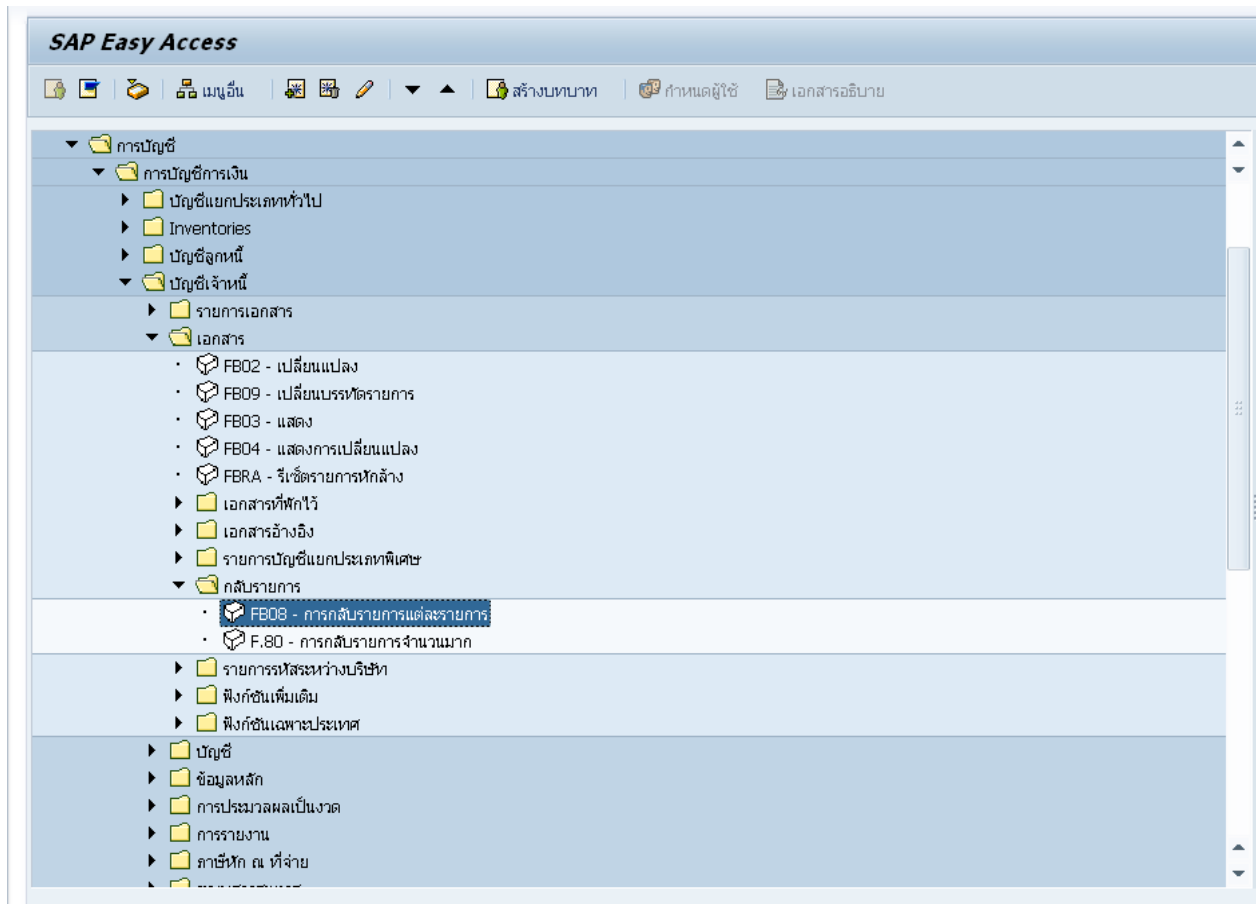 SAP Easy Access
เมนูอื่น สร้างบทบาท กำหนดผู้ใช้ เอกสารอธิบาย
การบัญชี
การบัญชีการเงิน
บัญชีแยกประเภททั่วไป
Inventories
บัญชีลูกหนี้
บัญชีเจ้าหนี้
รายการเอกสาร
เอกสาร
FB02 - เปลี่ยนแปลง
FB09 - เปลี่ยนบรรทัดรายการ
FB03 - แสดง
FB04 - แสดงการเปลี่ยนแปลง
FBRA - รีเซ็ตรายการหักล้าง
เอกสารที่พักไว้
เอกสารอ้างอิง
รายการบัญชีแยกประเภทพิเศษ
กลับรายการ
FB08 - การกลับรายการแต่ละรายการ
F.80 - การกลับรายการจำนวนมาก
รายการรหัสระหว่างบริษัท
ฟังก์ชันเพิ่มเติม
ฟังก์ชันเฉพาะประเทศ
บัญชี
ข้อมูลหลัก
การประมวลผลเป็นงวด
การรายงาน
ภาษีหัก ณ ที่จ่าย